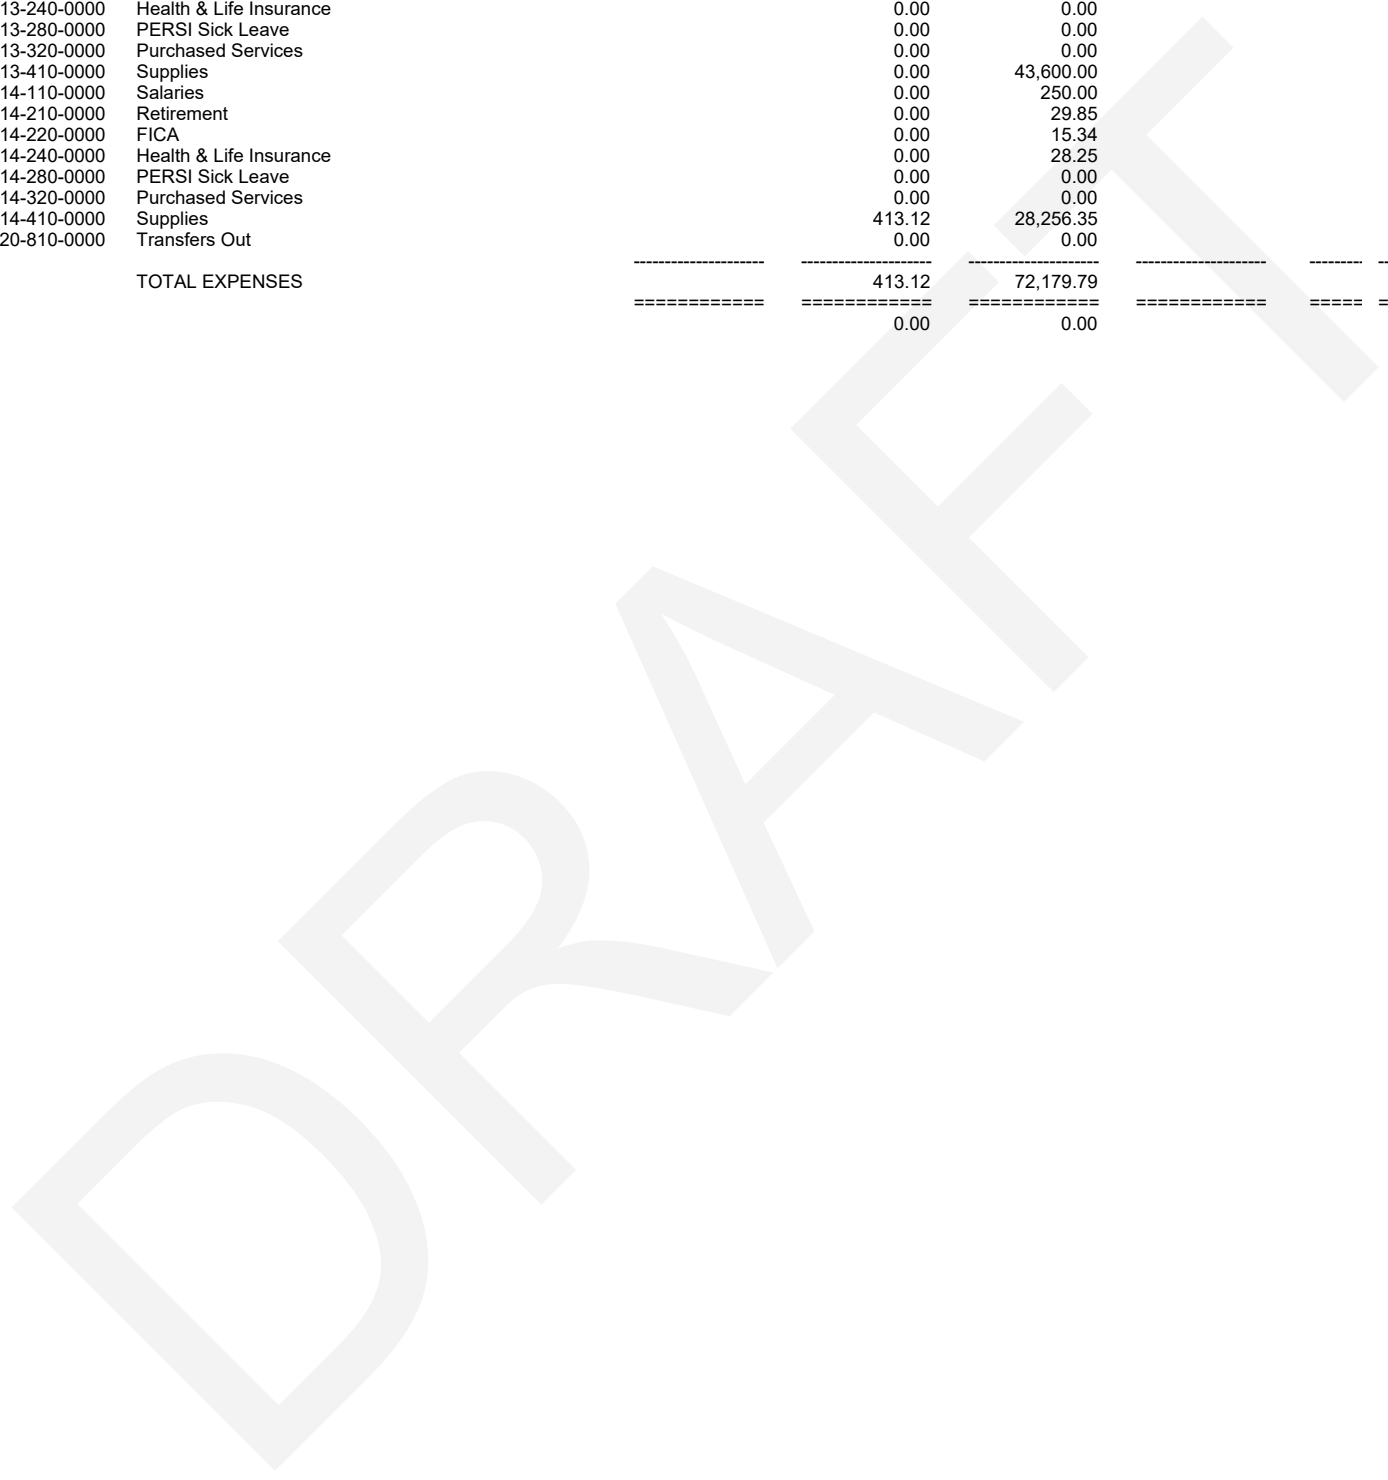 13-240-0000 Health & Life Insurance 0.00 0.00
13-280-0000 PERSI Sick Leave 0.00 0.00
13-320-0000 Purchased Services 0.00 0.00
13-410-0000 Supplies 0.00 43,600.00
14-110-0000 Salaries 0.00 250.00
14-210-0000 Retirement 0.00 29.85
14-220-0000 FICA 0.00 15.34
14-240-0000 Health & Life Insurance 0.00 28.25
14-280-0000 PERSI Sick Leave 0.00 0.00
14-320-0000 Purchased Services 0.00 0.00
14-410-0000 Supplies 413.12 28,256.35
20-810-0000 Transfers Out 0.00 0.00
--------------------- --------------------- --------------------- --------------------- -------- --
TOTAL EXPENSES 413.12 72,179.79
============ ============ ============ ============ ===== =
0.00 0.00
DRAFT